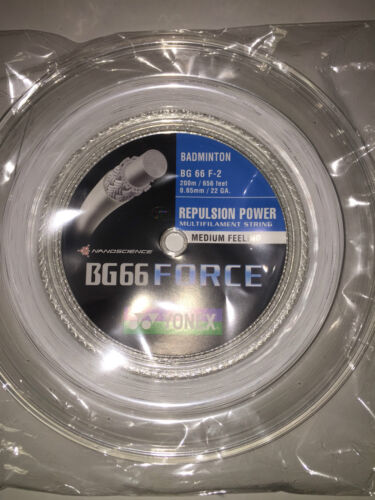 BADMINTON
BG 66 F-2
200m / 656 feet
0.65mm / 22 GA.
REPULSION POWER
MULTIFILAMENT STRING
MEDIUM FEELING
NANOSCIENCE
BG66 FORCE
YONEX